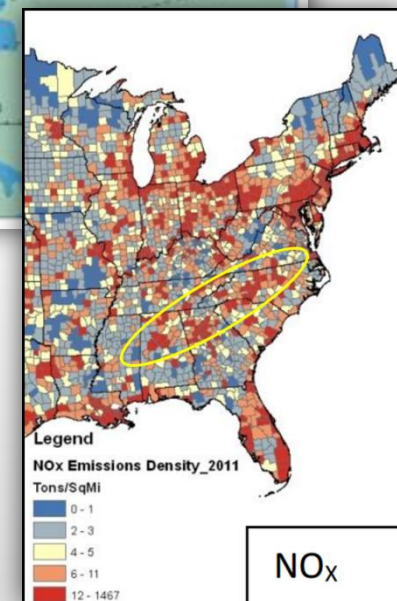 Legend
NOx Emissions Density_2011
Tons/SqMi
0 - 1
2 - 3
4 - 5
6 - 11
12 - 1467
NOX